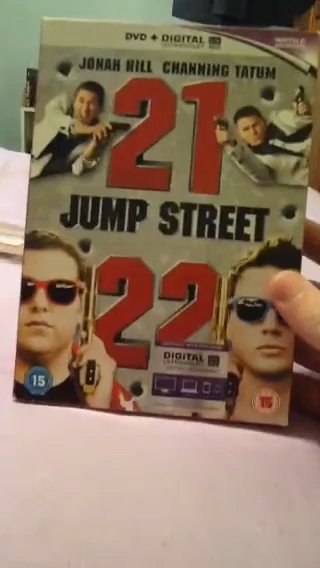 DVD + DIGITAL
JONAH HILL CHANNING TATUM
21
JUMP STREET
22
DIGITAL
15
15